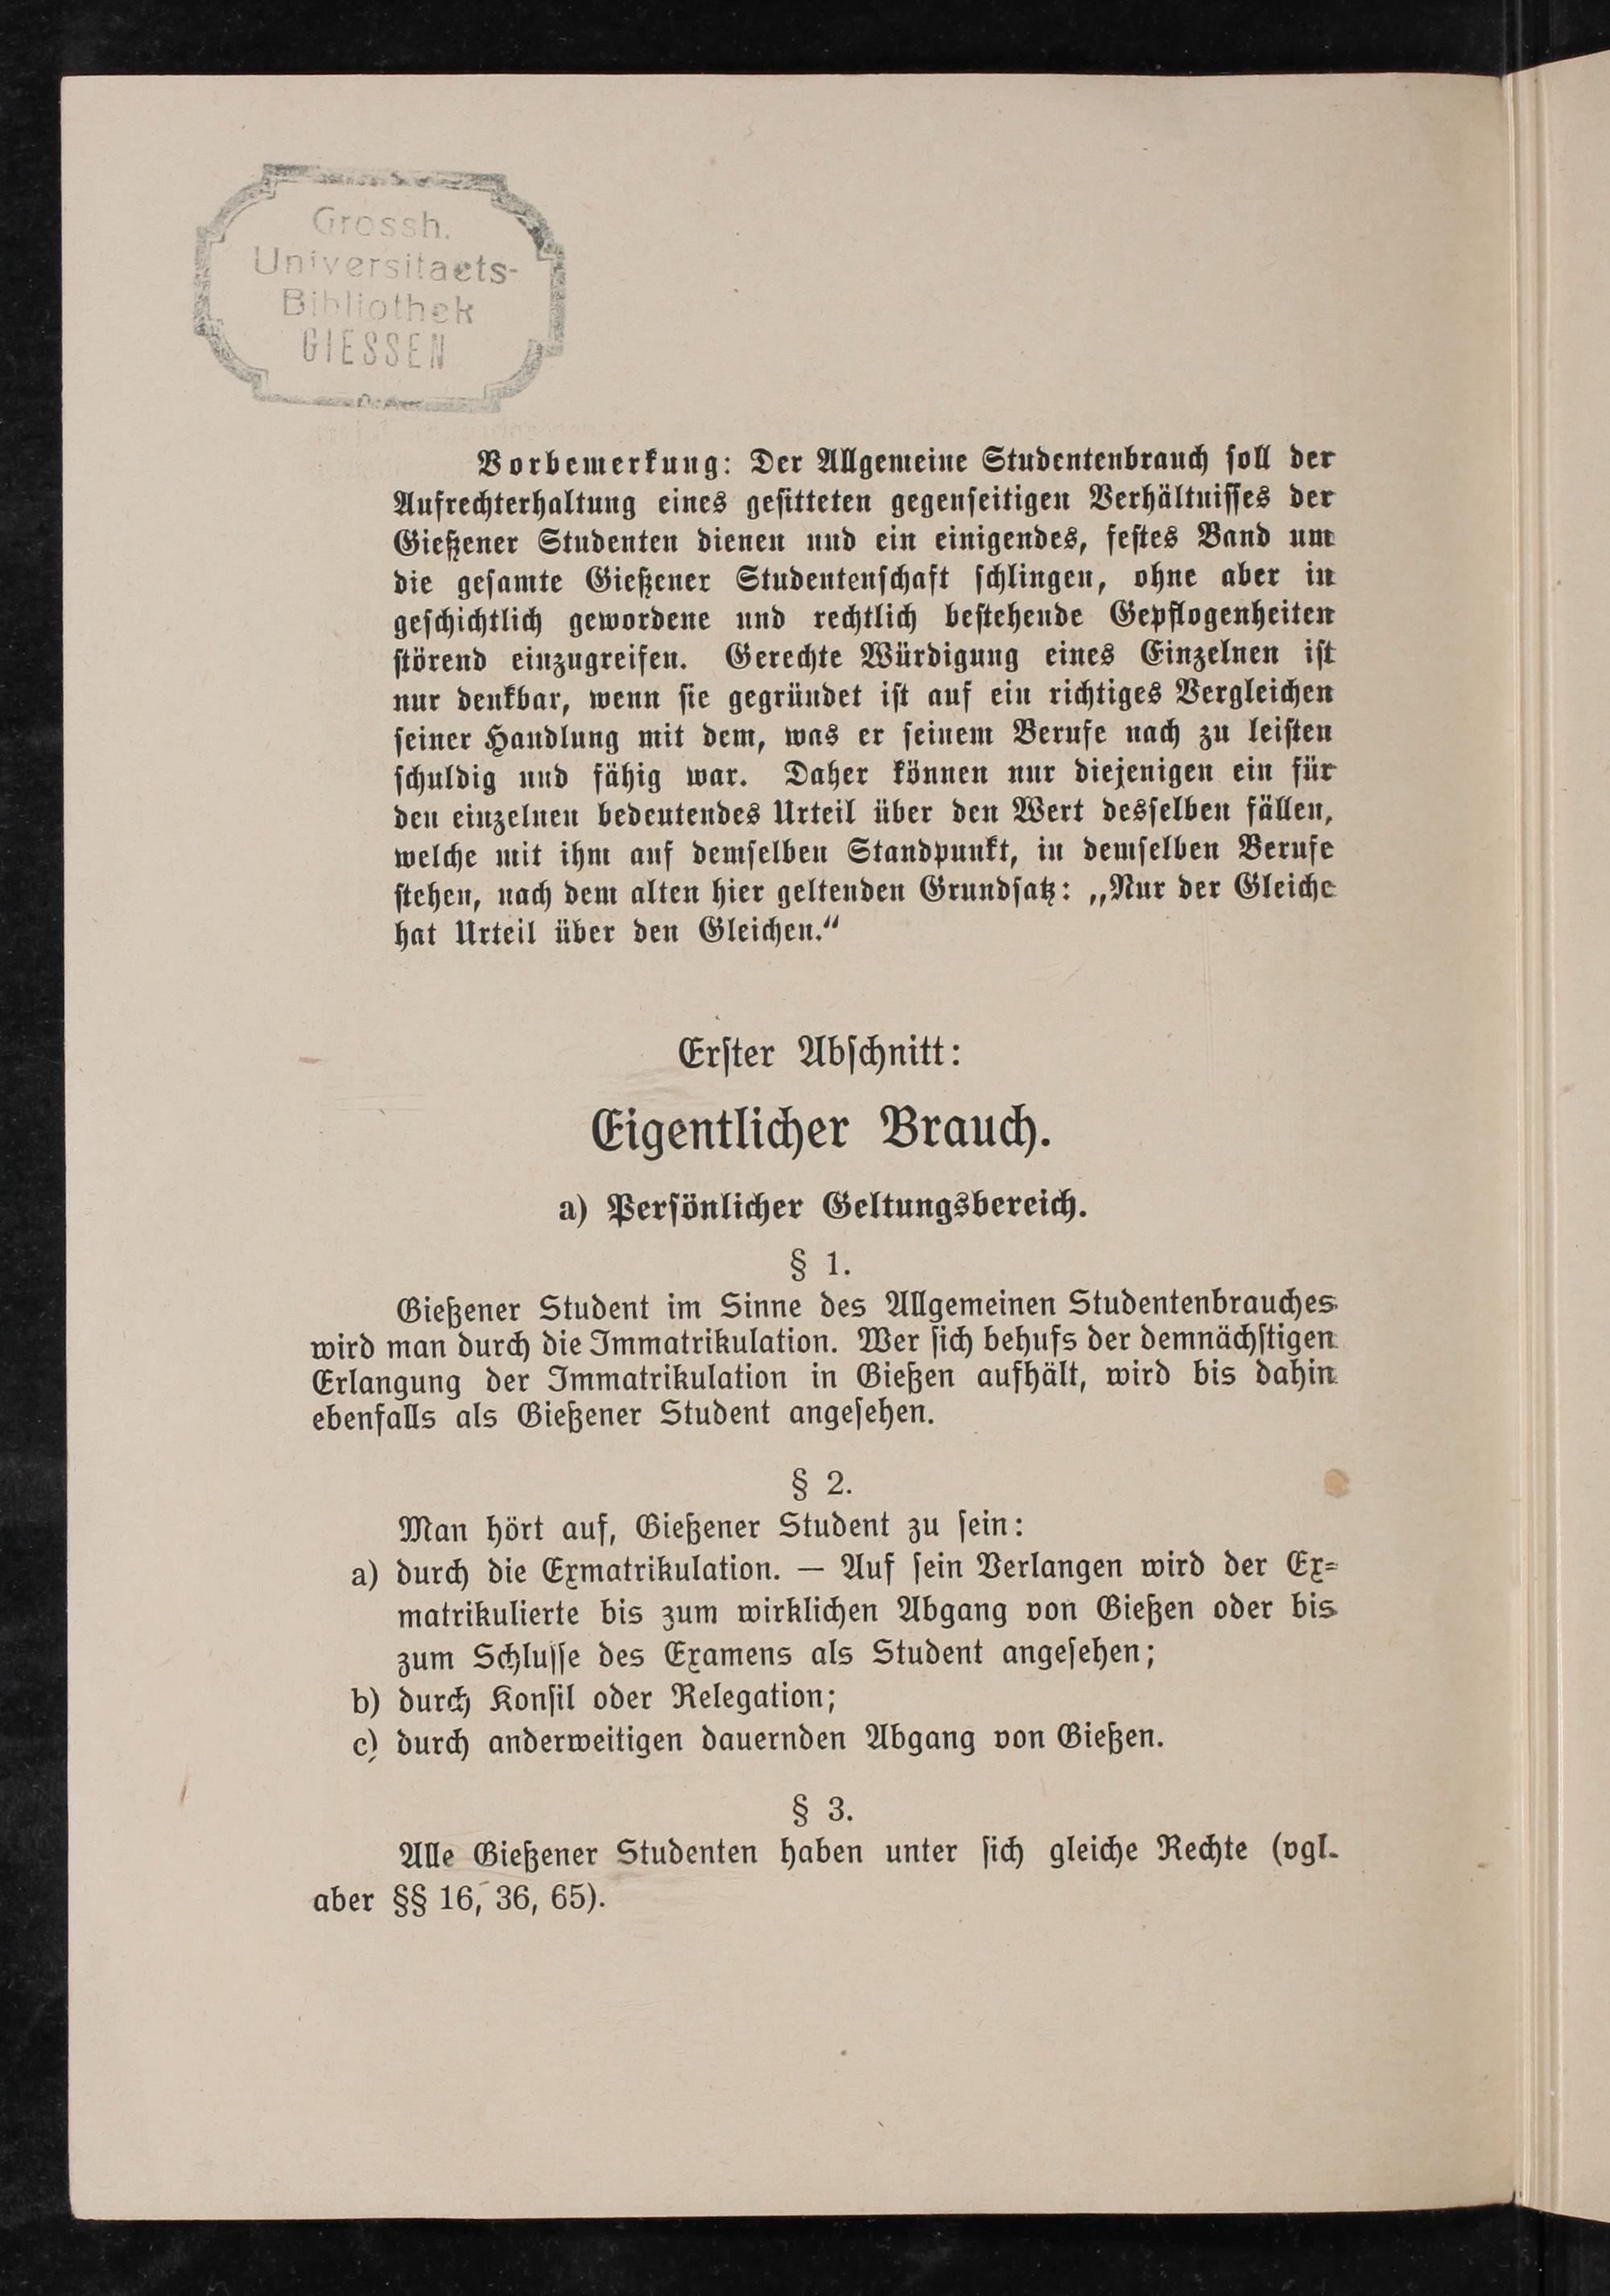 Grossh.
Universitaets-
Bibliothek
GIESSEN
Vorbemerkung: Der Allgemeine Studentenbrauch soll der
Aufrechterhaltung eines gesitteten gegenseitigen Verhältnisses der
Gießener Studenten dienen und ein einigendes, festes Band um
die gesamte Gießener Studentenschaft schlingen, ohne aber in
geschichtlich gewordene und rechtlich bestehende Gepflogenheiten
störend einzugreifen. Gerechte Würdigung eines Einzelnen ist
nur denkbar, wenn sie gegründet ist auf ein richtiges Vergleichen
seiner Handlung mit dem, was er seinem Berufe nach zu leisten
schuldig und fähig war. Daher können nur diejenigen ein für
den einzelnen bedeutendes Urteil über den Wert desselben fällen,
welche mit ihm auf demselben Standpunkt, in demselben Berufe
stehen, nach dem alten hier geltenden Grundsatz: „Nur der Gleiche
hat Urteil über den Gleichen.“
Erster Abschnitt:
Eigentlicher Brauch.
a) Persönlicher Geltungsbereich.
§ 1.
Gießener Student im Sinne des Allgemeinen Studentenbrauches
wird man durch die Immatrikulation. Wer sich behufs der demnächstigen
Erlangung der Immatrikulation in Gießen aufhält, wird bis dahin
ebenfalls als Gießener Student angesehen.
§ 2.
Man hört auf, Gießener Student zu sein:
a) durch die Exmatrikulation. — Auf sein Verlangen wird der Ex-
matrikulierte bis zum wirklichen Abgang von Gießen oder bis
zum Schlusse des Examens als Student angesehen;
b) durch Konsil oder Relegation;
c) durch anderweitigen dauernden Abgang von Gießen.
§ 3.
Alle Gießener Studenten haben unter sich gleiche Rechte (vgl.
aber §§ 16, 36, 65).